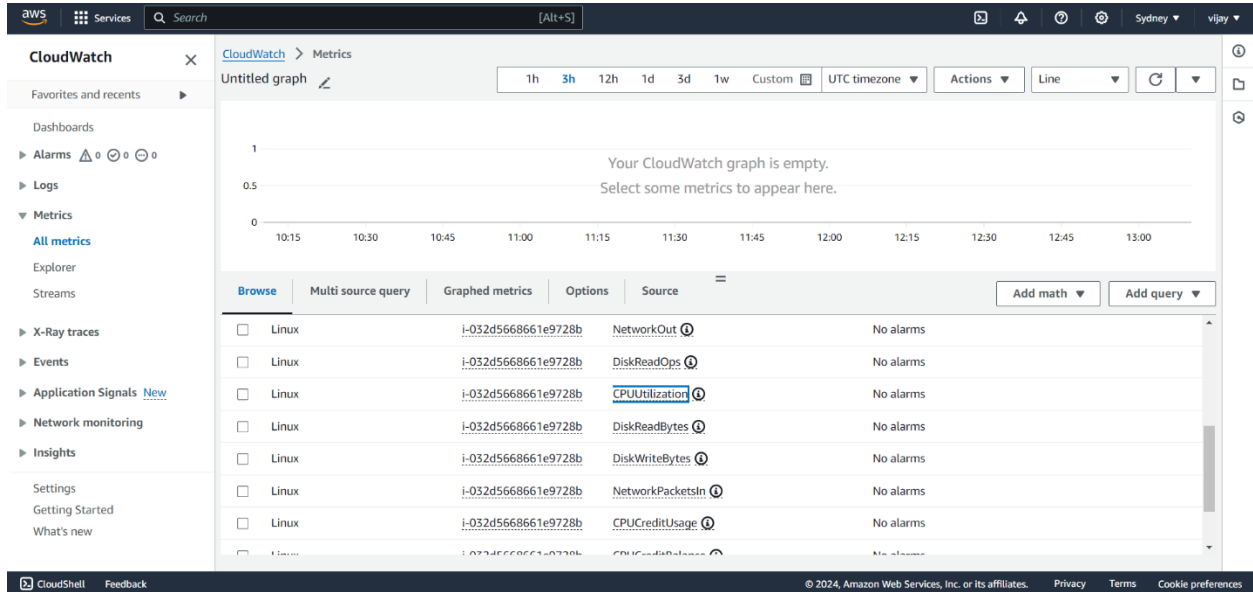 aws Services Search [Alt+S] Sydney vijay
CloudWatch
Favorites and recents
Dashboards
Alarms 0 0 0
Logs
Metrics
All metrics
Explorer
Streams
X-Ray traces
Events
Application Signals New
Network monitoring
Insights
Settings
Getting Started
What's new
CloudWatch > Metrics
Untitled graph 1h 3h 12h 1d 3d 1w Custom UTC timezone Actions Line
1
0.5
0
Your CloudWatch graph is empty.
Select some metrics to appear here.
10:15 10:30 10:45 11:00 11:15 11:30 11:45 12:00 12:15 12:30 12:45 13:00
Browse Multi source query Graphed metrics Options Source Add math Add query
Linux i-032d5668661e9728b NetworkOut No alarms
Linux i-032d5668661e9728b DiskReadOps No alarms
Linux i-032d5668661e9728b CPUUtilization No alarms
Linux i-032d5668661e9728b DiskReadBytes No alarms
Linux i-032d5668661e9728b DiskWriteBytes No alarms
Linux i-032d5668661e9728b NetworkPacketsIn No alarms
Linux i-032d5668661e9728b CPUCreditUsage No alarms
Linux i-032d5668661e9728b CPUCreditBalance No alarms
CloudShell Feedback © 2024, Amazon Web Services, Inc. or its affiliates. Privacy Terms Cookie preferences